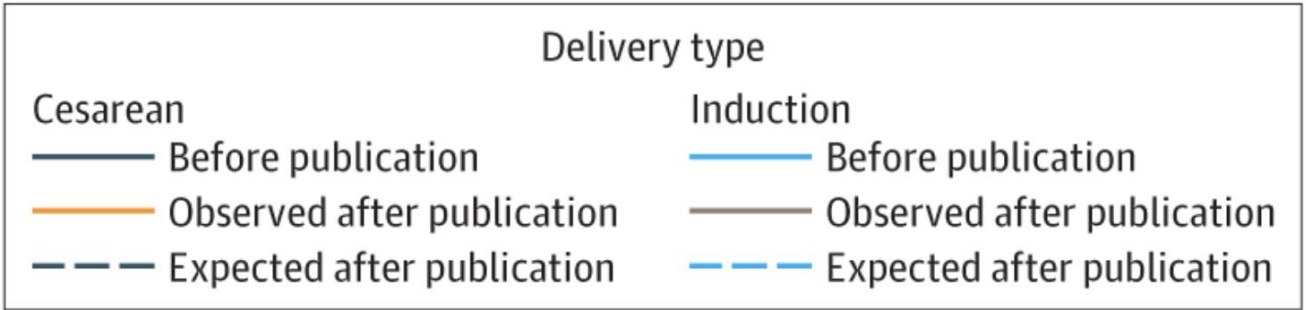 Delivery type
Cesarean
Before publication
Observed after publication
Expected after publication
Induction
Before publication
Observed after publication
Expected after publication